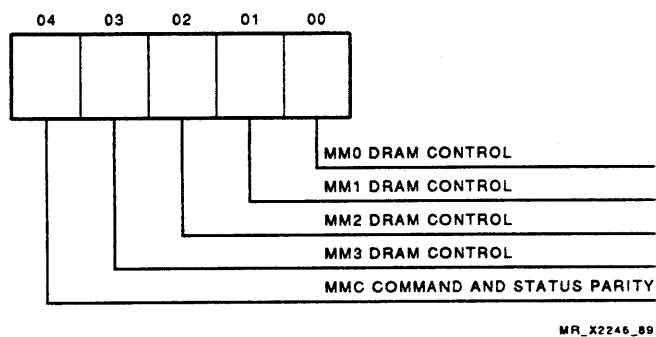 04 03 02 01 00
MM0 DRAM CONTROL
MM1 DRAM CONTROL
MM2 DRAM CONTROL
MM3 DRAM CONTROL
MMC COMMAND AND STATUS PARITY
MR_X2246_89